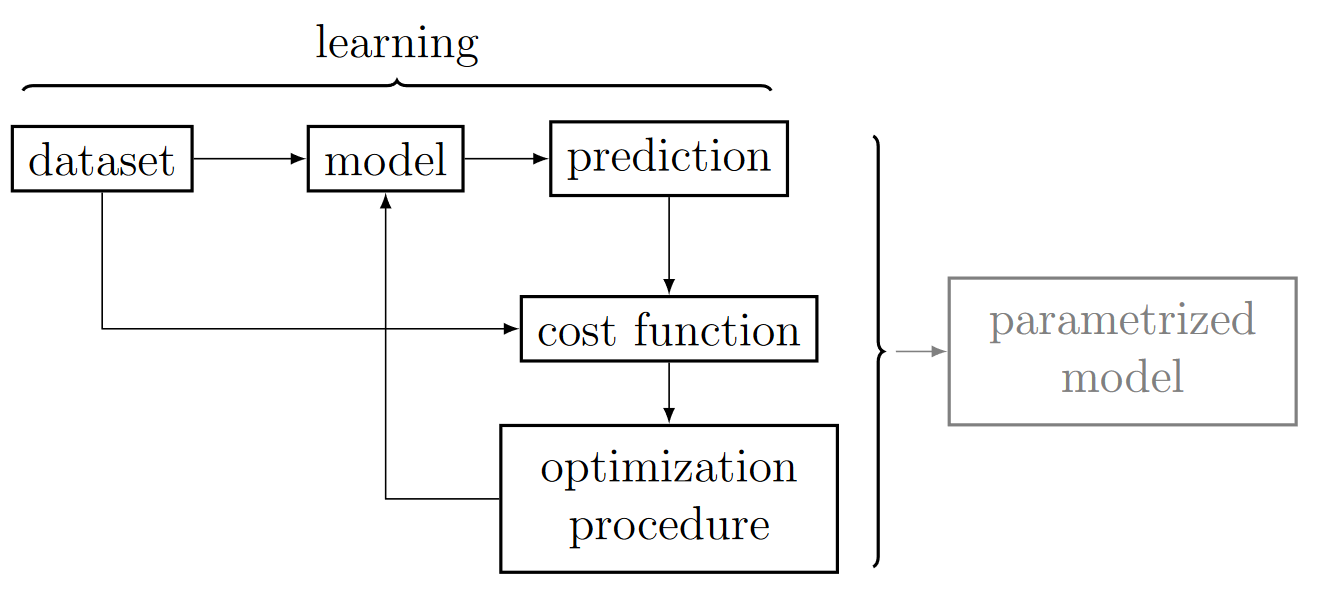 learning
dataset
model
prediction
cost function
parametrized
model
optimization
procedure